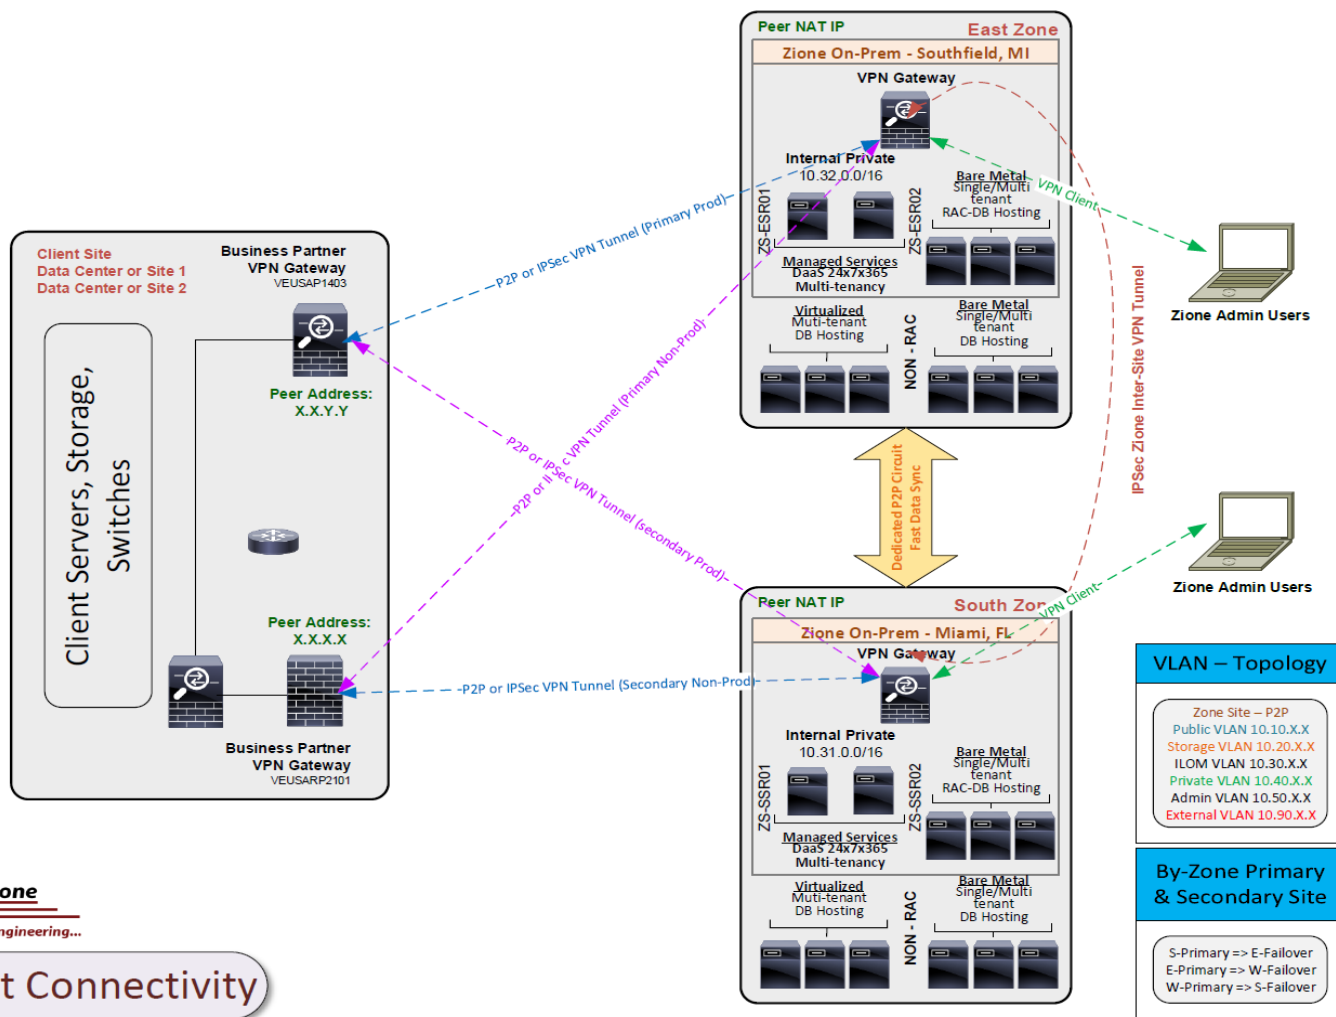 Peer NAT IP
East Zone
Zione On-Prem - Southfield, MI
VPN Gateway
Internal Private
10.32.0.0/16
ZS-ESR01
ZS-ESR02
Bare Metal
Single/Multi
tenant
RAC-DB Hosting
Managed Services
DaaS 24x7x365
Multi-tenancy
Virtualized
Muti-tenant
DB Hosting
NON - RAC
Bare Metal
Single/Multi
tenant
DB Hosting
VPN Client
Zione Admin Users
IPSec Zione Inter-Site VPN Tunnel
Client Site
Data Center or Site 1
Data Center or Site 2
Business Partner
VPN Gateway
VEUSAP1403
Peer Address:
X.X.Y.Y
Client Servers, Storage,
Switches
Peer Address:
X.X.X.X
Business Partner
VPN Gateway
VEUSARP2101
P2P or IPSec VPN Tunnel (Primary Prod)
P2P or II c VPN Tunnel (Primary Non-Prod)
P2P or IPSec VPN Tunnel (secondary Prod)
P2P or IPSec VPN Tunnel (Secondary Non-Prod)
Dedicated P2P Circuit
Fast Data Sync
Peer NAT IP
South Zon
Zione On-Prem - Miami, FL
VPN Gateway
Internal Private
10.31.0.0/16
ZS-SSR01
ZS-SSR02
Bare Metal
Single/Multi
tenant
RAC-DB Hosting
Managed Services
DaaS 24x7x365
Multi-tenancy
Virtualized
Muti-tenant
DB Hosting
NON - RAC
Bare Metal
Single/Multi
tenant
DB Hosting
VPN Client
Zione Admin Users
VLAN – Topology
Zone Site – P2P
Public VLAN 10.10.X.X
Storage VLAN 10.20.X.X
ILOM VLAN 10.30.X.X
Private VLAN 10.40.X.X
Admin VLAN 10.50.X.X
External VLAN 10.90.X.X
By-Zone Primary
& Secondary Site
S-Primary => E-Failover
E-Primary => W-Failover
W-Primary => S-Failover
one
ngineering...
t Connectivity